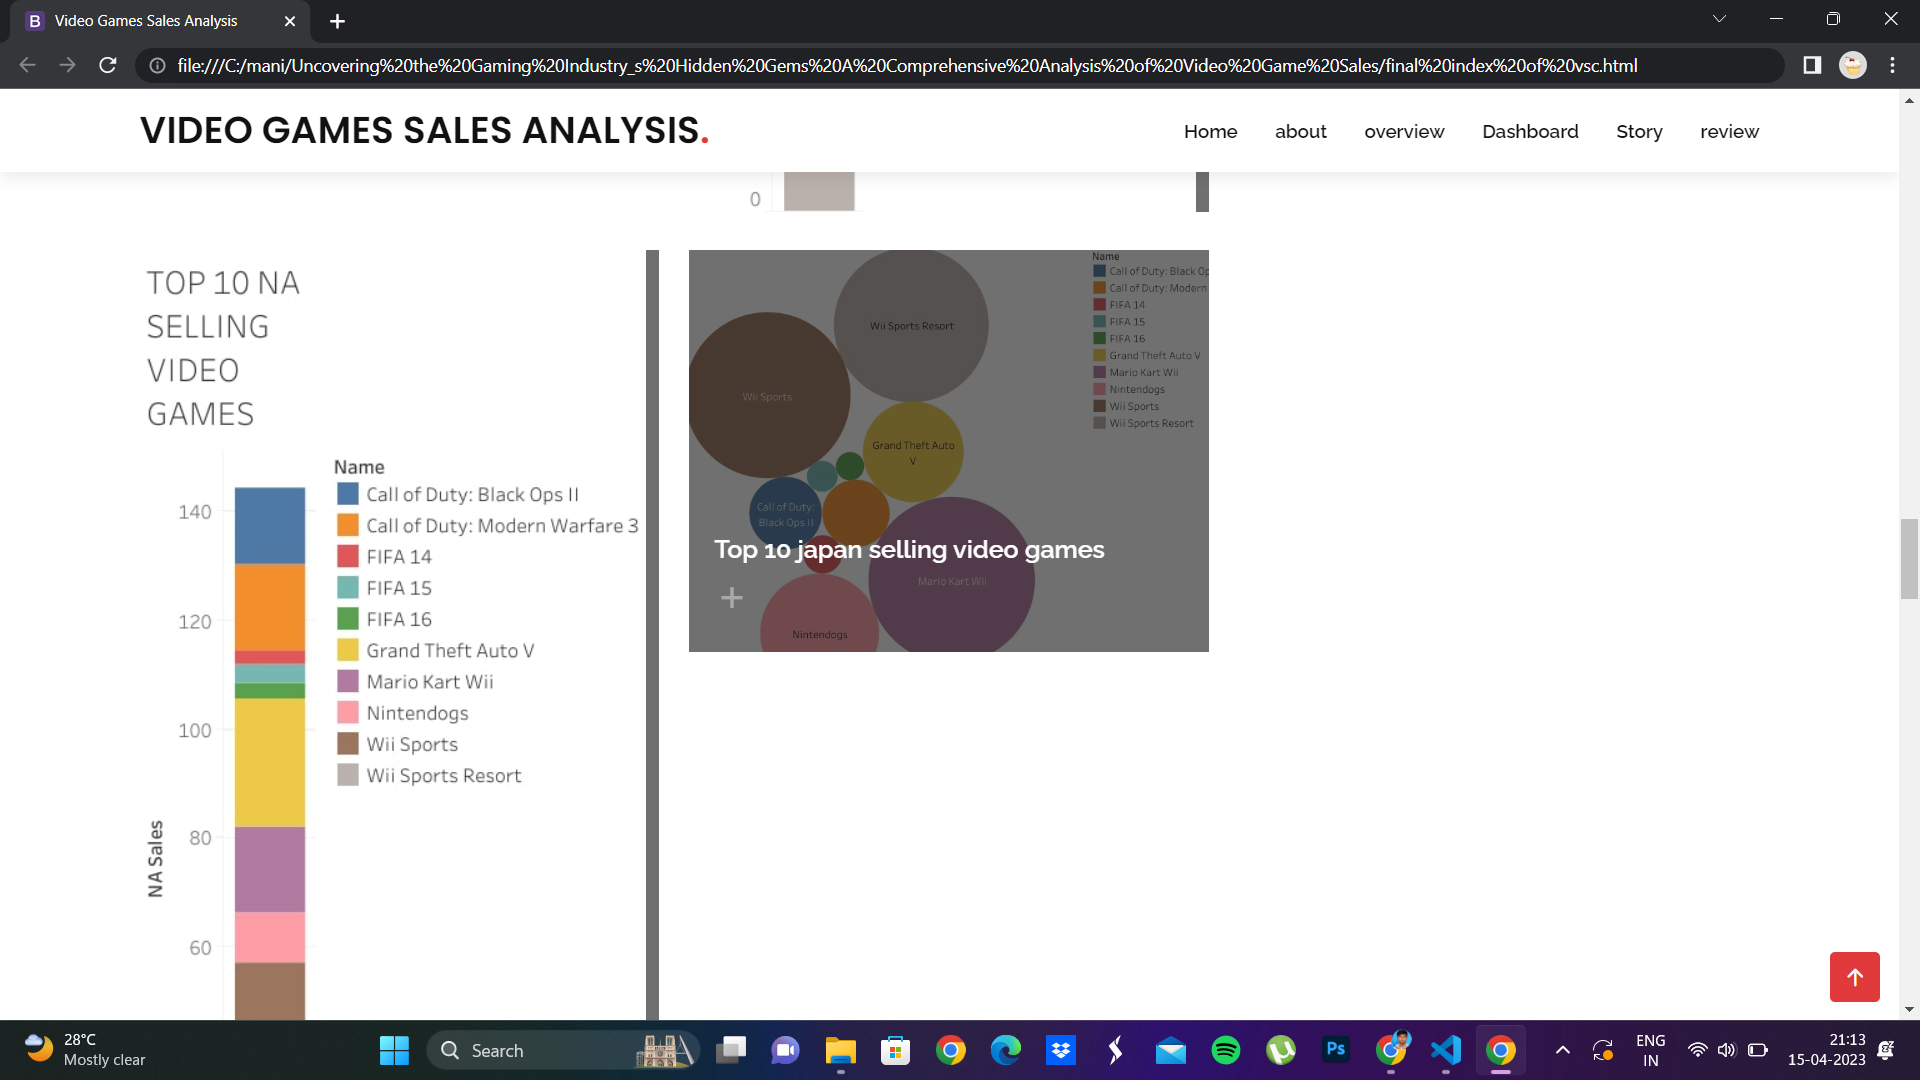 Video Games Sales Analysis
file:///C:/mani/Uncovering%20the%20Gaming%20Industry_s%20Hidden%20Gems%20A%20Comprehensive%20Analysis%20of%20Video%20Game%20Sales/final%20index%20of%20vsc.html
VIDEO GAMES SALES ANALYSIS.
Home about overview Dashboard Story review
0
TOP 10 NA
SELLING
VIDEO
GAMES
Name
Call of Duty: Black Ops II
Call of Duty: Modern Warfare 3
FIFA 14
FIFA 15
FIFA 16
Grand Theft Auto V
Mario Kart Wii
Nintendogs
Wii Sports
Wii Sports Resort
140
120
100
80
60
NA Sales
Name
Call of Duty: Black Op
Call of Duty: Modern
FIFA 14
FIFA 15
FIFA 16
Grand Theft Auto V
Mario Kart Wii
Nintendogs
Wii Sports
Wii Sports Resort
Wii Sports Resort
Wii Sports
Grand Theft Auto
V
Call of Duty:
Black Ops II
Top 10 japan selling video games
Mario Kart Wii
Nintendogs
28°C
Mostly clear
Search
Ps
ENG
IN
21:13
15-04-2023